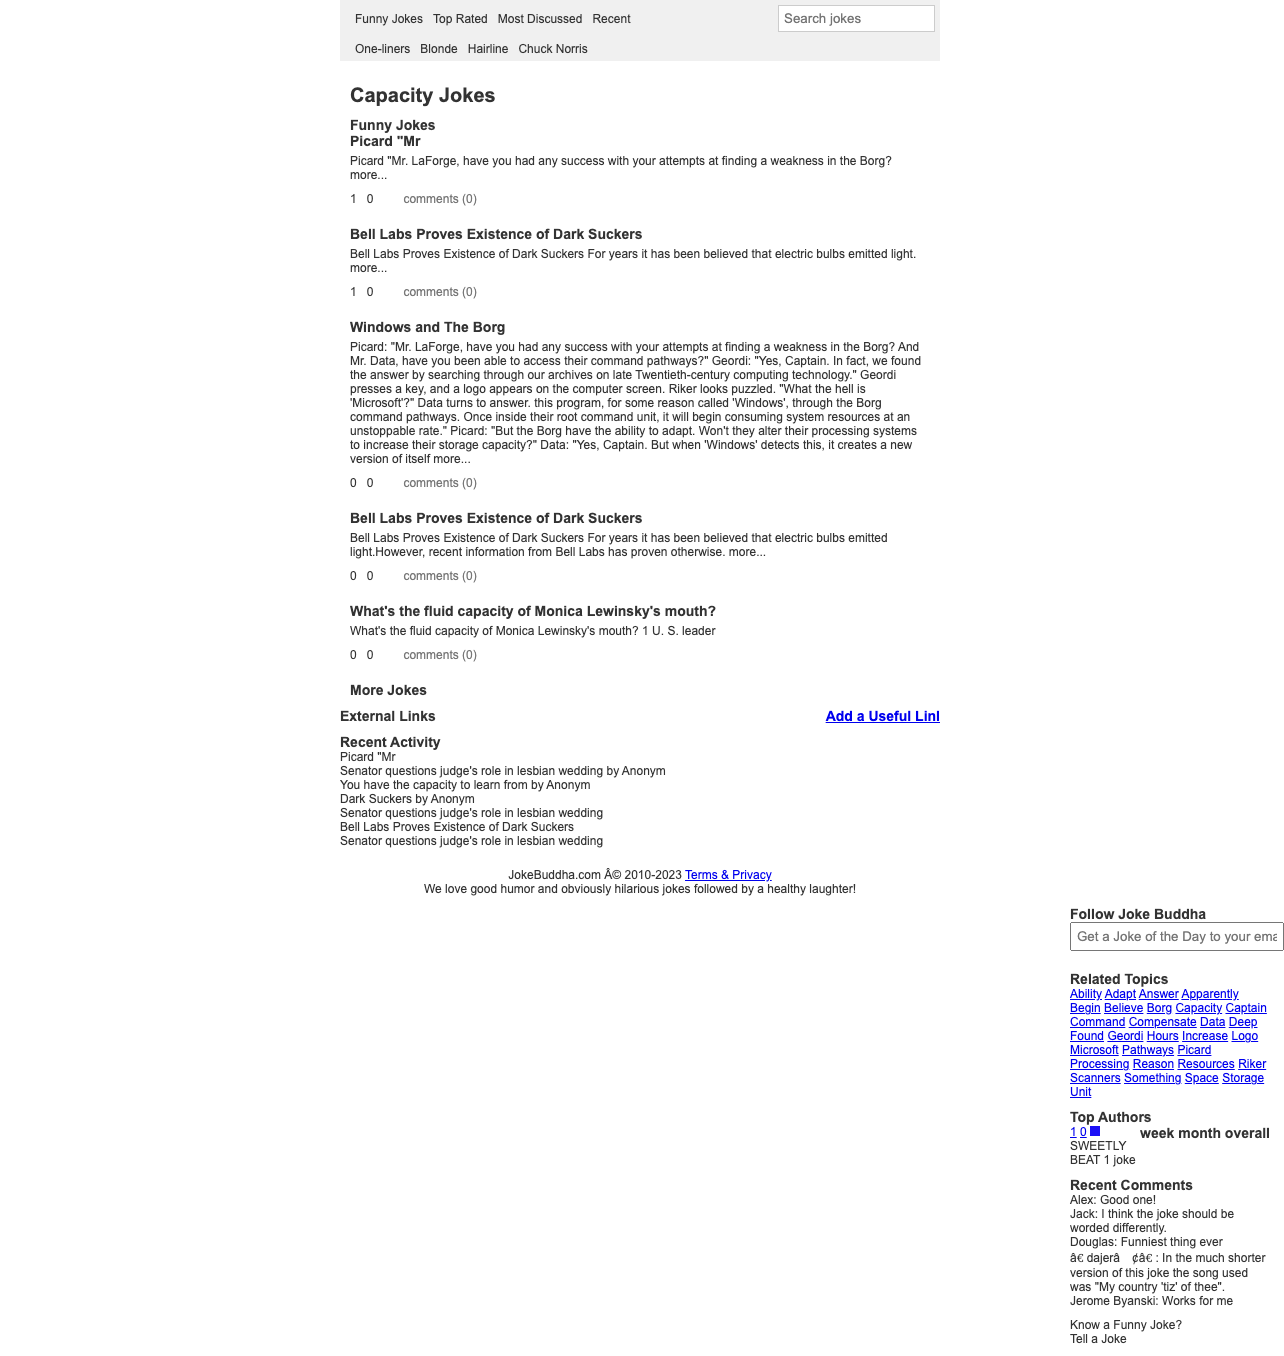 Funny Jokes Top Rated Most Discussed Recent
Search jokes
One-liners Blonde Hairline Chuck Norris
Capacity Jokes
Funny Jokes
Picard "Mr
Picard "Mr. LaForge, have you had any success with your attempts at finding a weakness in the Borg?
more...
1 0 comments (0)
Bell Labs Proves Existence of Dark Suckers
Bell Labs Proves Existence of Dark Suckers For years it has been believed that electric bulbs emitted light.
more...
1 0 comments (0)
Windows and The Borg
Picard: "Mr. LaForge, have you had any success with your attempts at finding a weakness in the Borg? And
Mr. Data, have you been able to access their command pathways?" Geordi: "Yes, Captain. In fact, we found
the answer by searching through our archives on late Twentieth-century computing technology." Geordi
presses a key, and a logo appears on the computer screen. Riker looks puzzled. "What the hell is
'Microsoft'?" Data turns to answer. this program, for some reason called 'Windows', through the Borg
command pathways. Once inside their root command unit, it will begin consuming system resources at an
unstoppable rate." Picard: "But the Borg have the ability to adapt. Won't they alter their processing systems
to increase their storage capacity?" Data: "Yes, Captain. But when 'Windows' detects this, it creates a new
version of itself more...
0 0 comments (0)
Bell Labs Proves Existence of Dark Suckers
Bell Labs Proves Existence of Dark Suckers For years it has been believed that electric bulbs emitted
light.However, recent information from Bell Labs has proven otherwise. more...
0 0 comments (0)
What's the fluid capacity of Monica Lewinsky's mouth?
What's the fluid capacity of Monica Lewinsky's mouth? 1 U. S. leader
0 0 comments (0)
More Jokes
External Links
Add a Useful Linl
Recent Activity
Picard "Mr
Senator questions judge's role in lesbian wedding by Anonym
You have the capacity to learn from by Anonym
Dark Suckers by Anonym
Senator questions judge's role in lesbian wedding
Bell Labs Proves Existence of Dark Suckers
Senator questions judge's role in lesbian wedding
JokeBuddha.com Â© 2010-2023 Terms & Privacy
We love good humor and obviously hilarious jokes followed by a healthy laughter!
Follow Joke Buddha
Get a Joke of the Day to your ema
Related Topics
Ability Adapt Answer Apparently
Begin Believe Borg Capacity Captain
Command Compensate Data Deep
Found Geordi Hours Increase Logo
Microsoft Pathways Picard
Processing Reason Resources Riker
Scanners Something Space Storage
Unit
Top Authors
1 0
week month overall
SWEETLY
BEAT 1 joke
Recent Comments
Alex: Good one!
Jack: I think the joke should be
worded differently.
Douglas: Funniest thing ever
â€ dajerâ ¢â€ : In the much shorter
version of this joke the song used
was "My country 'tiz' of thee".
Jerome Byanski: Works for me
Know a Funny Joke?
Tell a Joke